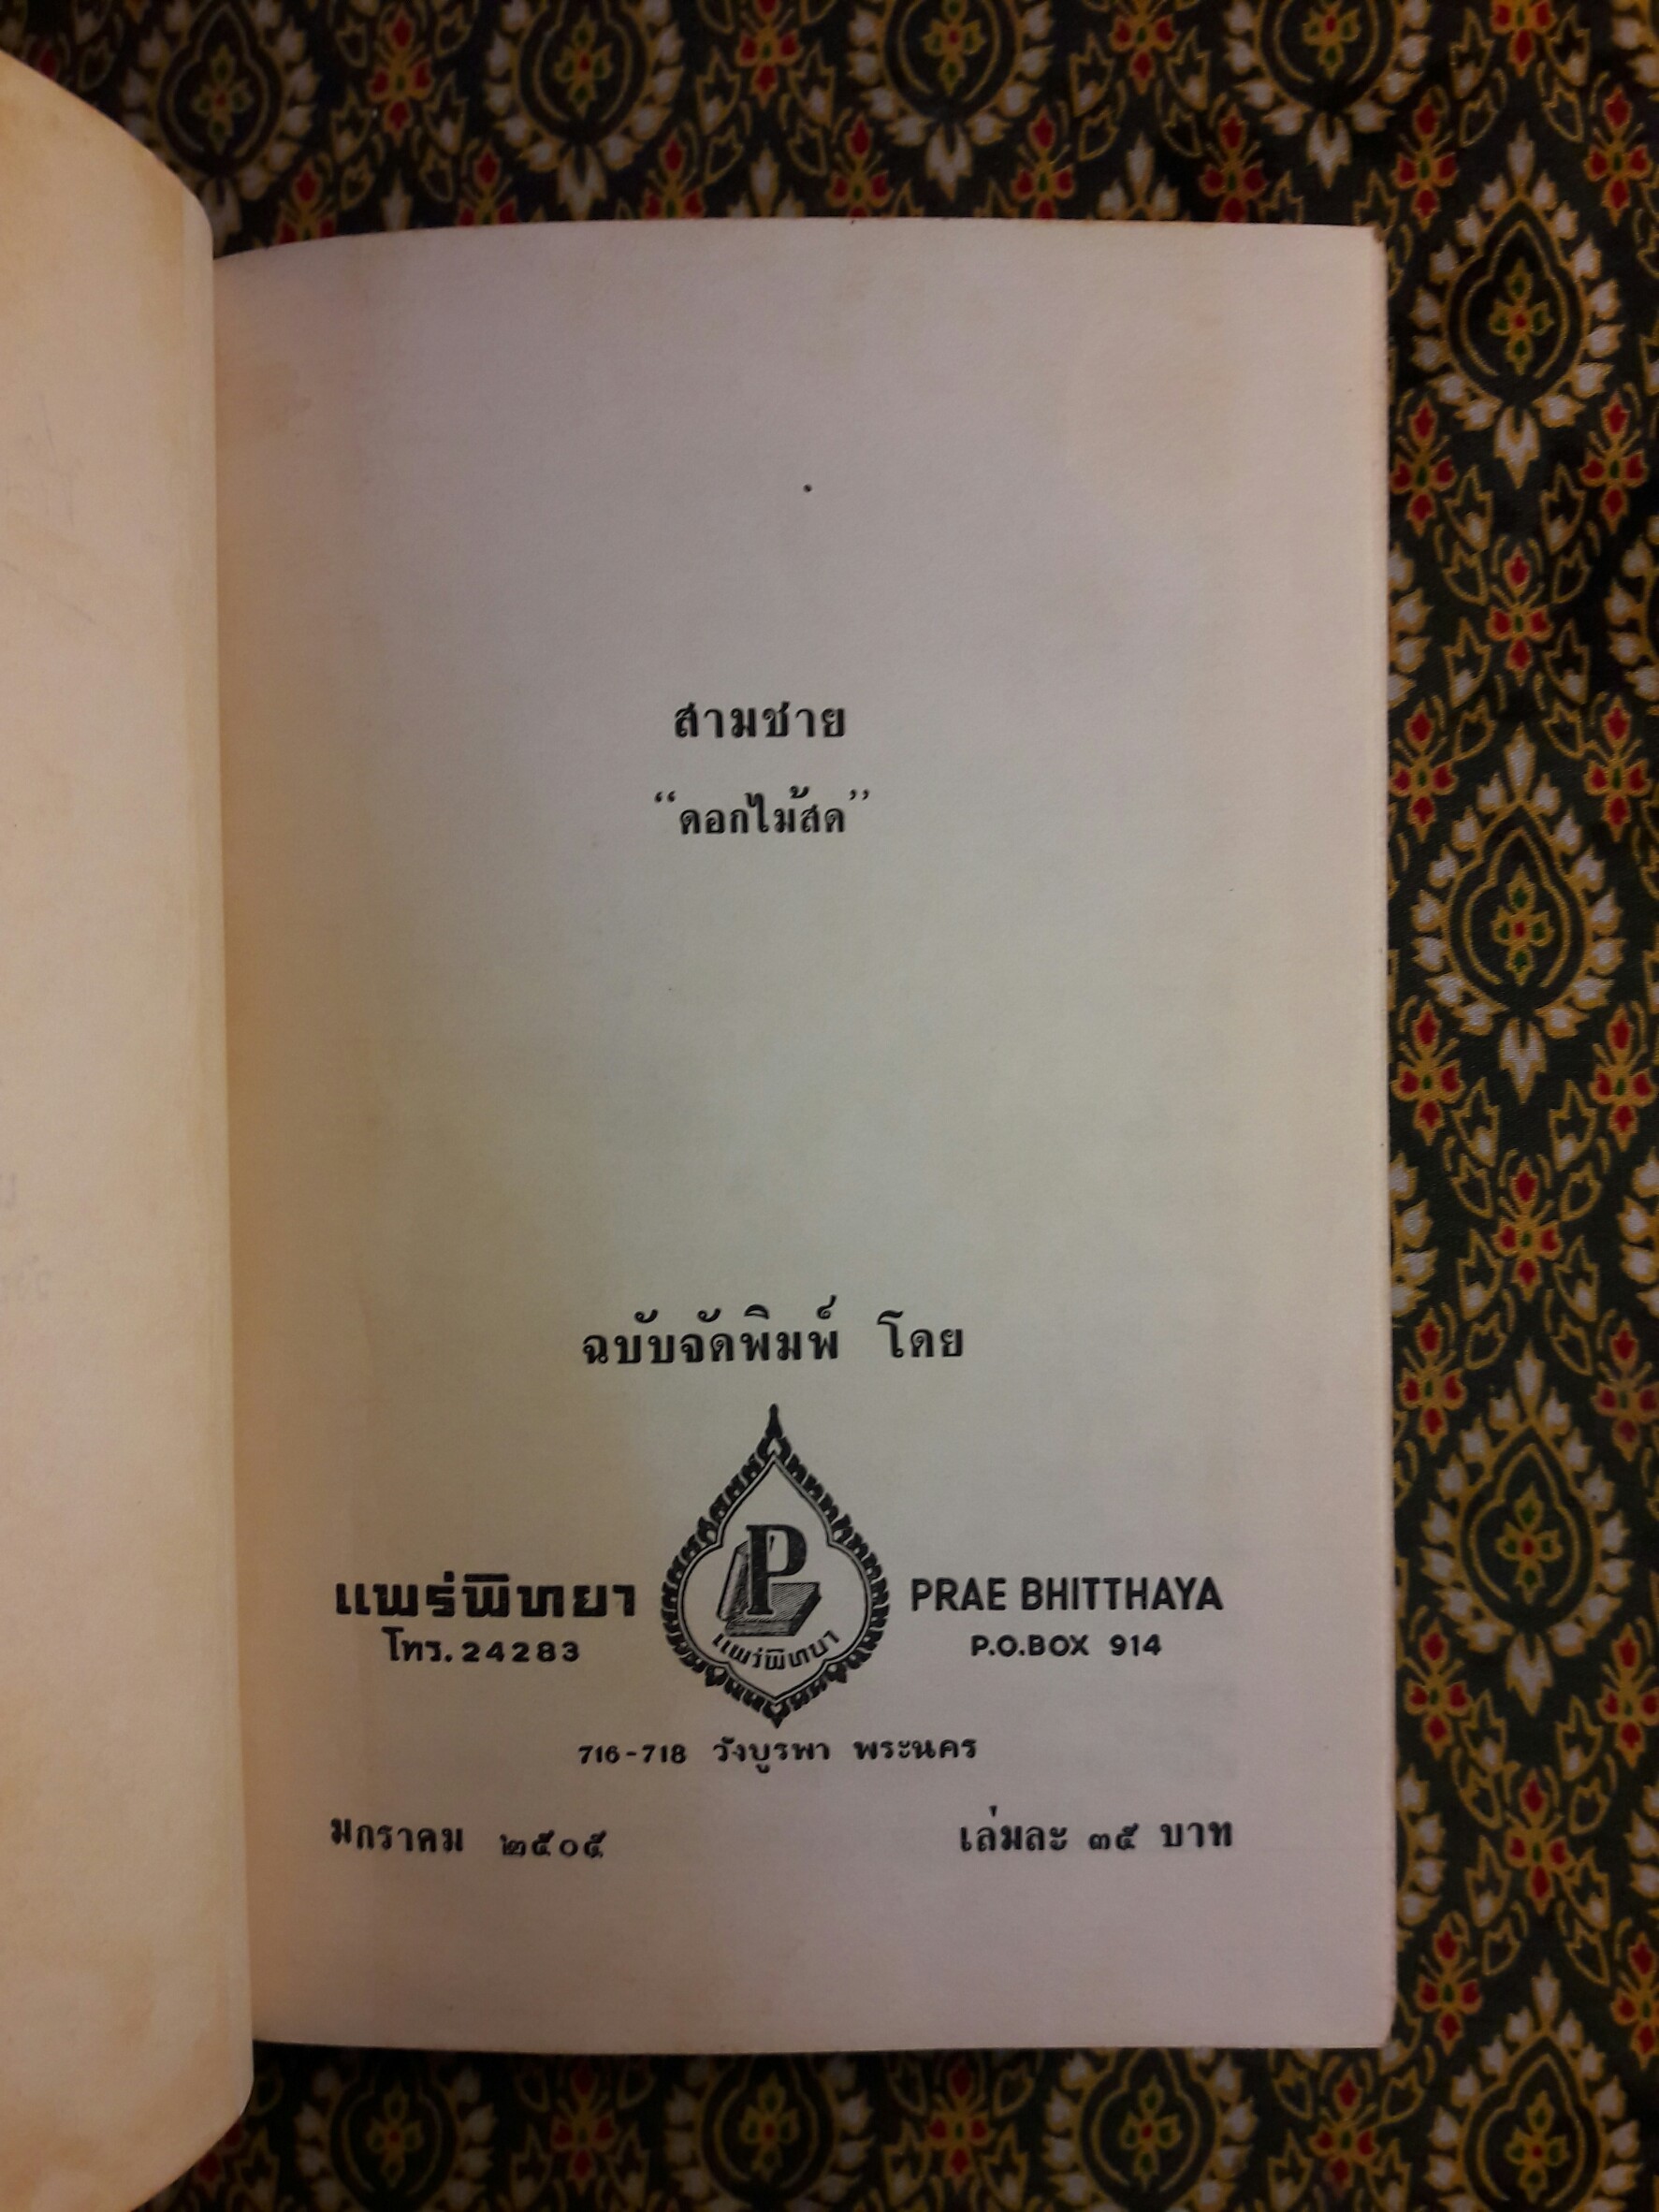 สามชาย
“ดอกไม้สด”
ฉบับจัดพิมพ์ โดย
P
แพร่พิทยา
แพร่พิทยา
โทร. 24283
PRAE BHITTHAYA
P.O.BOX 914
716-718 วังบูรพา พระนคร
มกราคม ๒๕๐๕
เล่มละ ๓๕ บาท